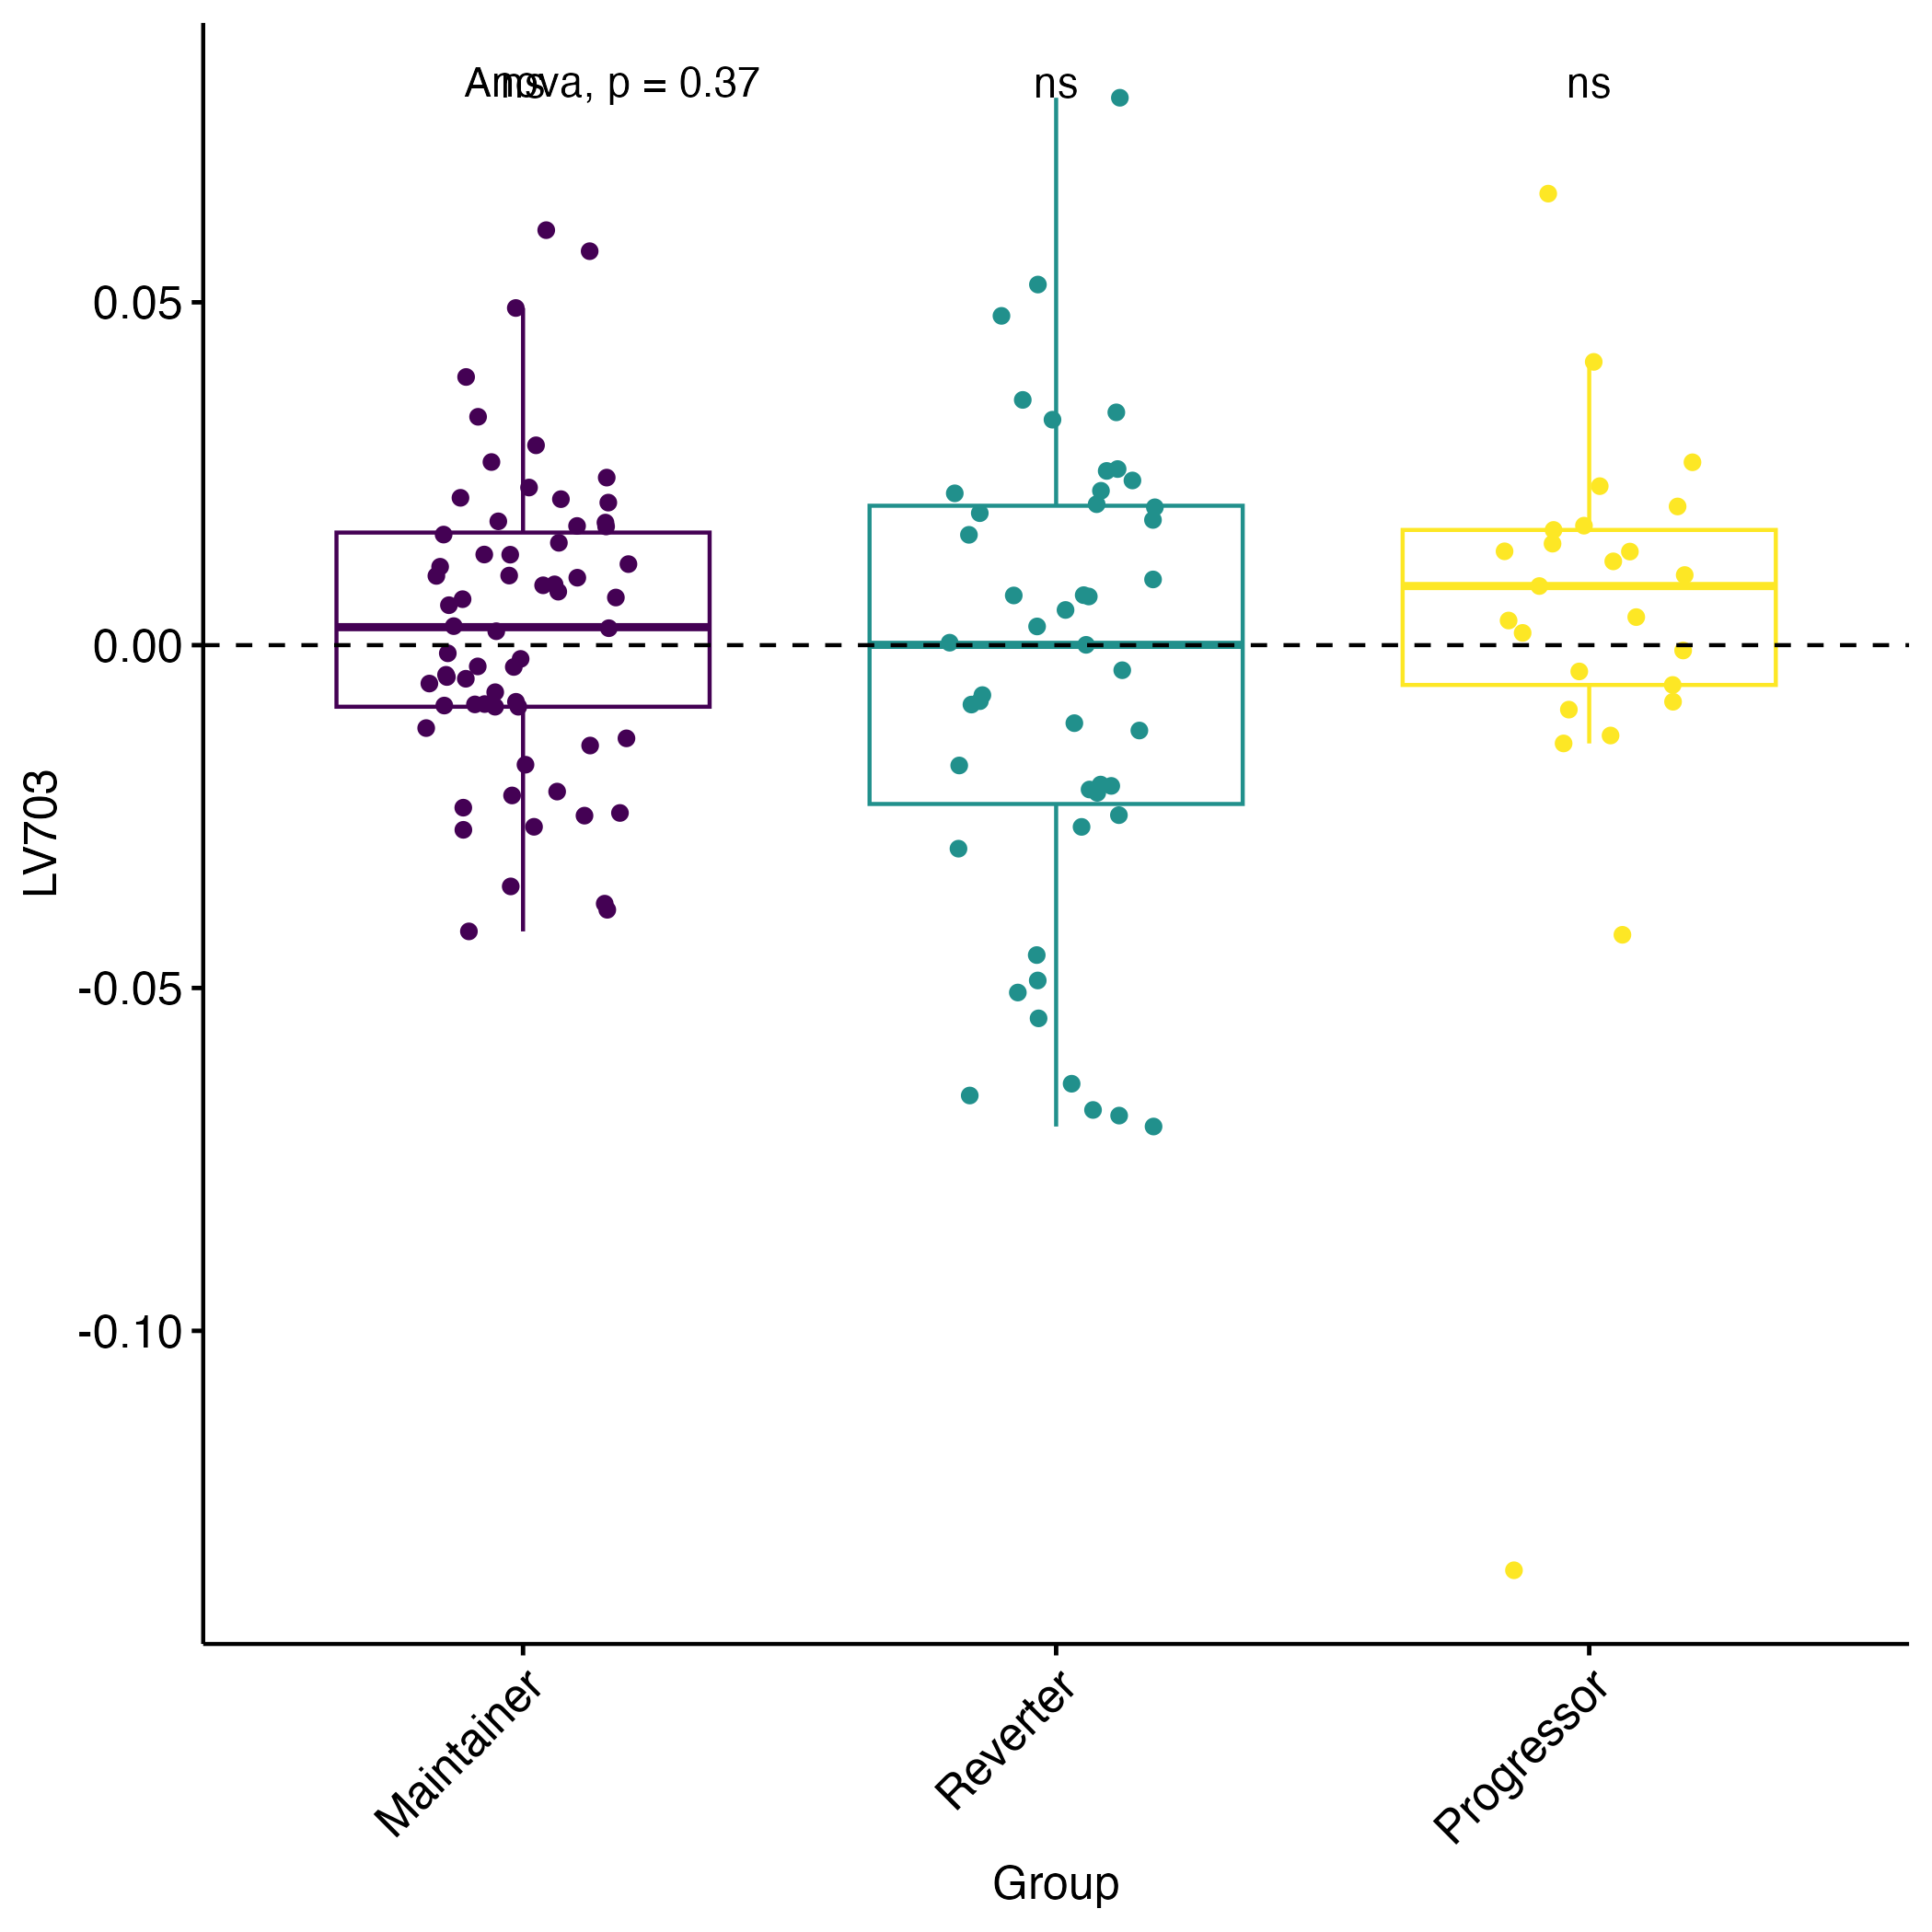 Anova, p = 0.37
ns
ns
ns
0.05
0.00
-0.05
-0.10
LV703
Maintainer
Reverter
Progressor
Group